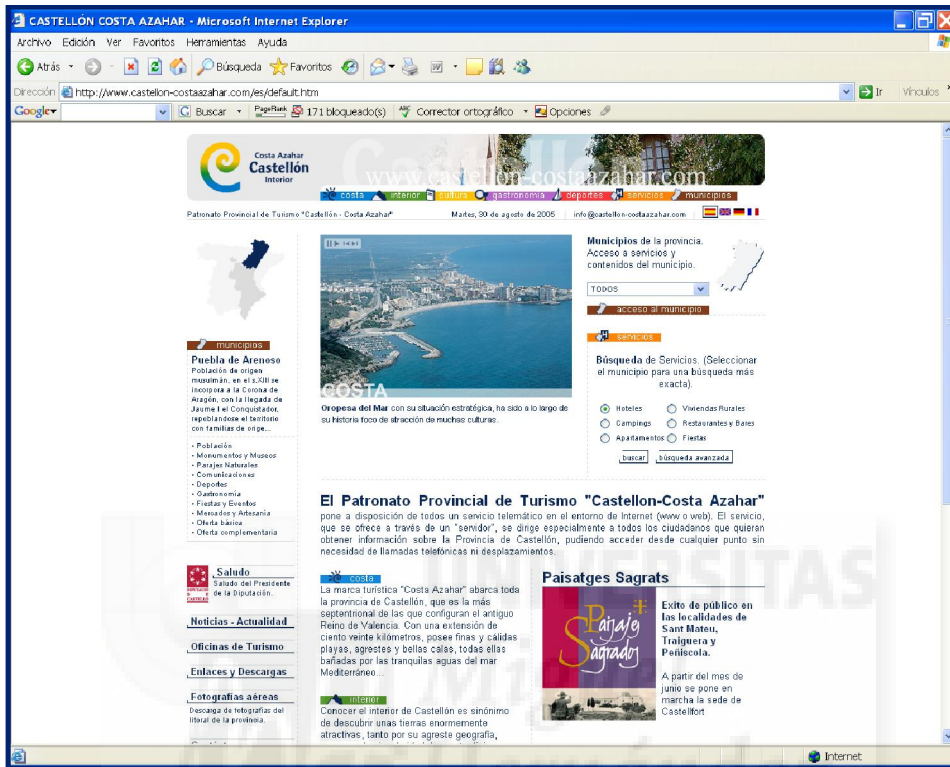 CASTELLÓN COSTA AZAHAR - Microsoft Internet Explorer
Archivo Edición Ver Favoritos Herramientas Ayuda
Atrás Búsqueda Favoritos
Dirección http://www.castellon-costaazahar.com/es/default.htm Ir Vínculos
Google Buscar PageRank 171 bloqueado(s) Corrector ortográfico Opciones
Costa Azahar
Castellón
Interior
www.castellon-costaazahar.com
costa interior cultura gastronomia deportes servicios municipios
Patronato Provincial de Turismo "Castellón - Costa Azahar" Martes, 30 de agosto de 2005 info@castellon-costaazahar.com
municipios
Puebla de Arenoso
Población de origen
musulmán, en el s.XIII se
incorpora a la Corona de
Aragón, con la llegada de
Jaume I el Conquistador,
repoblandose el territorio
con familias de orige...
- Población
- Monumentos y Museos
- Parajes Naturales
- Comunicaciones
- Deportes
- Gastronomía
- Fiestas y Eventos
- Mercados y Artesanía
- Oferta básica
- Oferta complementaria
Saludo
Saludo del Presidente
de la Diputación.
Noticias - Actualidad
Oficinas de Turismo
Enlaces y Descargas
Fotografías aéreas
Descarga de fotografías del
litoral de la provincia.
COSTA
Oropesa del Mar con su situación estratégica, ha sido a lo largo de
su historia foco de atracción de muchas culturas.
Municipios de la provincia.
Acceso a servicios y
contenidos del municipio.
TODOS
acceso al municipio
servicios
Búsqueda de Servicios. (Seleccionar
el municipio para una búsqueda más
exacta).
Hoteles Viviendas Rurales
Campings Restaurantes y Bares
Apartamentos Fiestas
buscar búsqueda avanzada
El Patronato Provincial de Turismo "Castellon-Costa Azahar"
pone a disposición de todos un servicio telemático en el entorno de Internet (www o web). El servicio,
que se ofrece a través de un "servidor", se dirige especialmente a todos los ciudadanos que quieran
obtener información sobre la Provincia de Castellón, pudiendo acceder desde cualquier punto sin
necesidad de llamadas telefónicas ni desplazamientos.
costa
La marca turística "Costa Azahar" abarca toda
la provincia de Castellón, que es la más
septentrional de las que configuran el antiguo
Reino de Valencia. Con una extensión de
ciento veinte kilómetros, posee finas y cálidas
playas, agrestes y bellas calas, todas ellas
bañadas por las tranquilas aguas del mar
Mediterráneo...
interior
Conocer el interior de Castellón es sinónimo
de descubrir unas tierras enormemente
atractivas, tanto por su agreste geografía,
Paisatges Sagrats
Paisajes
Sagrados
Exito de público en
las localidades de
Sant Mateu,
Traiguera y
Peñiscola.
A partir del mes de
junio se pone en
marcha la sede de
Castellfort
UNIVERSITAS
Miguel
Hernández
Internet